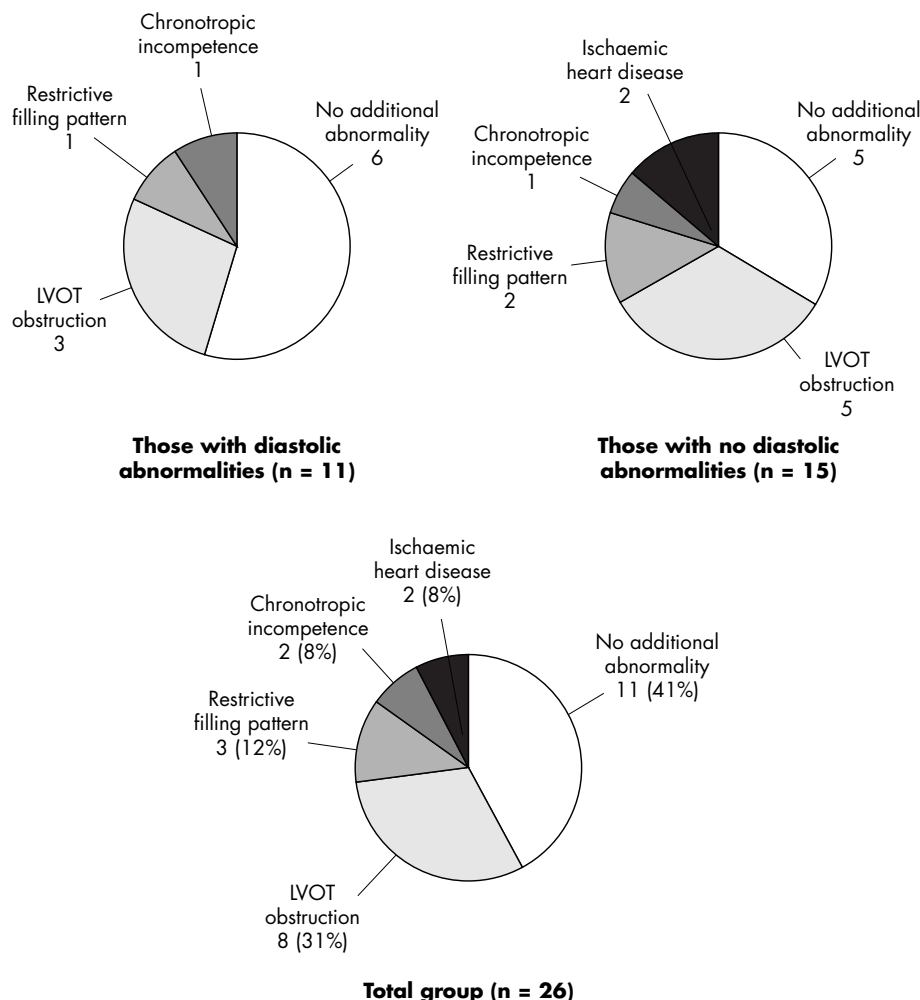 Chronotropic
incompetence
1
Restrictive
filling pattern
1
No additional
abnormality
6
LVOT
obstruction
3
Those with diastolic
abnormalities (n = 11)
Ischaemic
heart disease
2
Chronotropic
incompetence
1
No additional
abnormality
5
Restrictive
filling pattern
2
LVOT
obstruction
5
Those with no diastolic
abnormalities (n = 15)
Ischaemic
heart disease
2 (8%)
Chronotropic
incompetence
2 (8%)
No additional
abnormality
11 (41%)
Restrictive
filling pattern
3 (12%)
LVOT
obstruction
8 (31%)
Total group (n = 26)